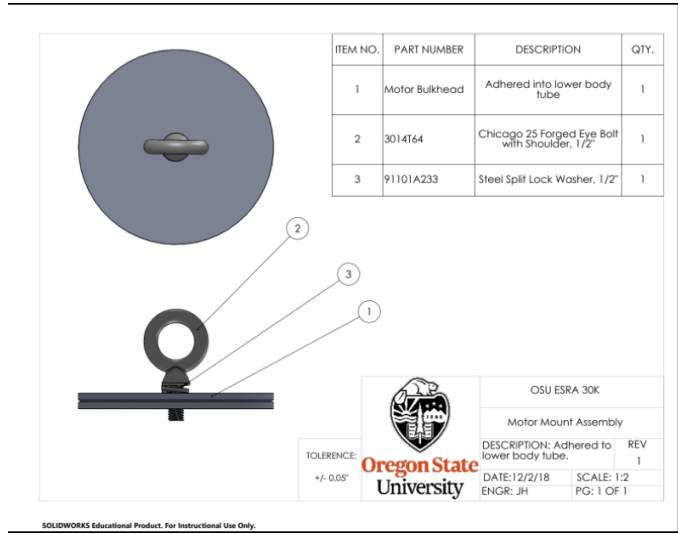 ITEM NO. PART NUMBER DESCRIPTION QTY.
1 Motor Bulkhead Adhered into lower body tube 1
2 3014T64 Chicago 25 Forged Eye Bolt with Shoulder, 1/2" 1
3 91101A233 Steel Split Lock Washer, 1/2" 1
2
3
1
OSU ESRA 30K
Motor Mount Assembly
DESCRIPTION: Adhered to
lower body tube.
REV
1
TOLERENCE:
+/- 0.05"
1868
Oregon State
University
DATE:12/2/18 SCALE: 1:2
ENGR: JH PG: 1 OF 1
SOLIDWORKS Educational Product. For Instructional Use Only.